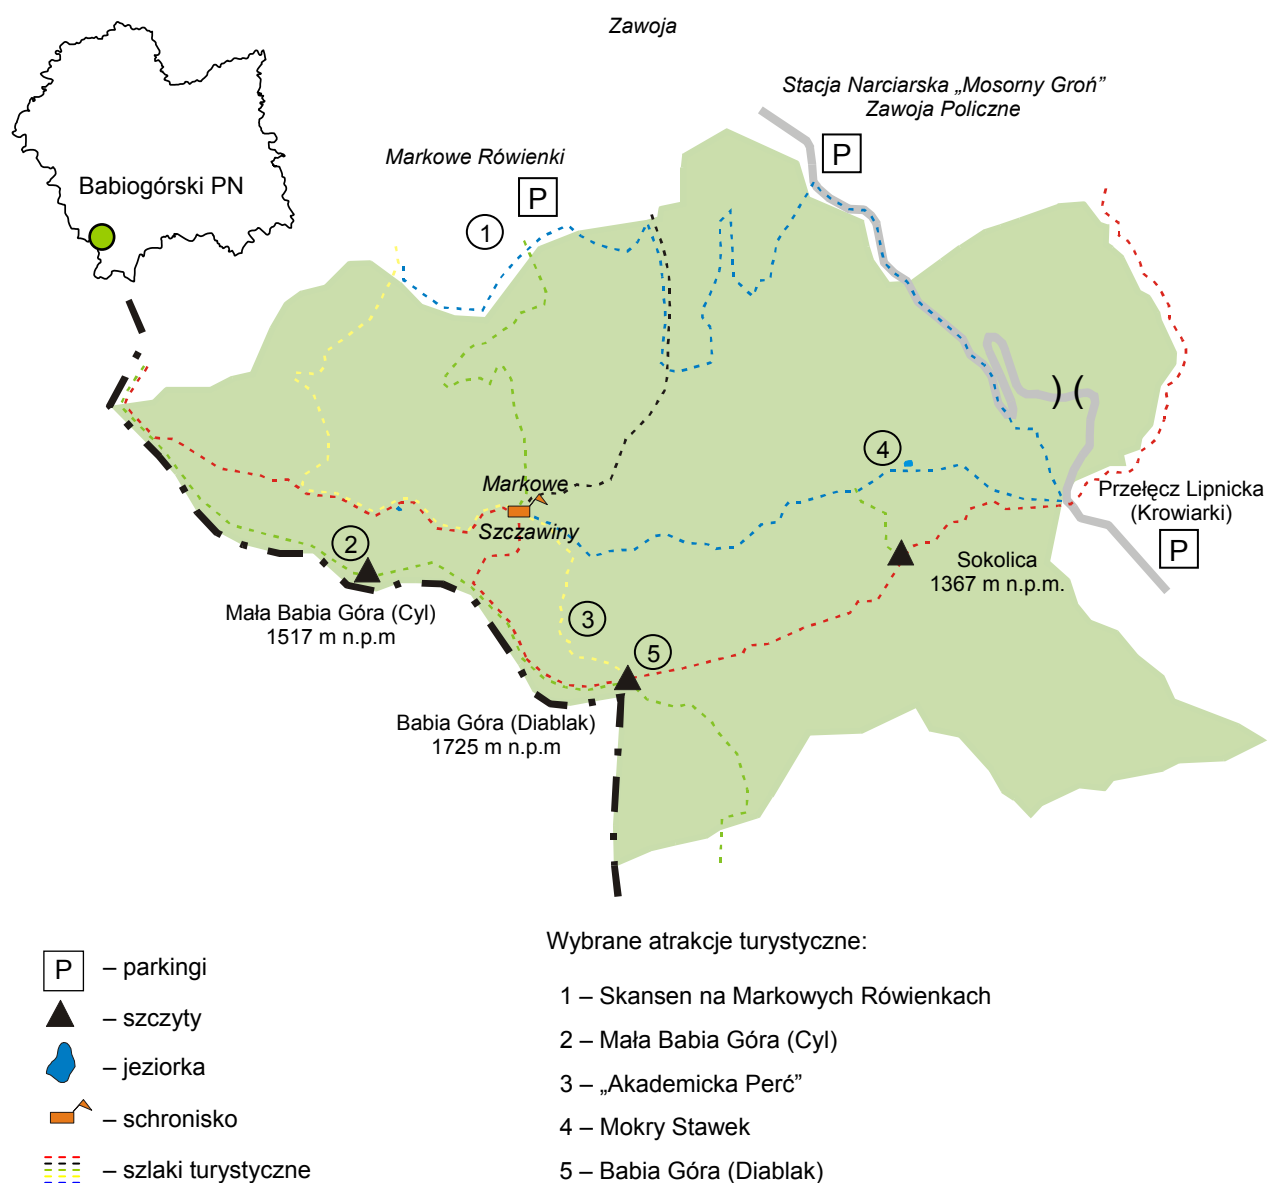 Zawoja
Stacja Narciarska „Mosorny Groń”
Zawoja Policzne
P
Markowe Rówienki
P
Babiogórski PN
1
4
Markowe
Szczawiny
Przełęcz Lipnicka
(Krowiarki)
P
2
Sokolica
1367 m n.p.m.
Mała Babia Góra (Cyl)
1517 m n.p.m
3
5
Babia Góra (Diablak)
1725 m n.p.m
P – parkingi
– szczyty
– jeziorka
– schronisko
– szlaki turystyczne
Wybrane atrakcje turystyczne:
1 – Skansen na Markowych Rówienkach
2 – Mała Babia Góra (Cyl)
3 – „Akademicka Perć”
4 – Mokry Stawek
5 – Babia Góra (Diablak)